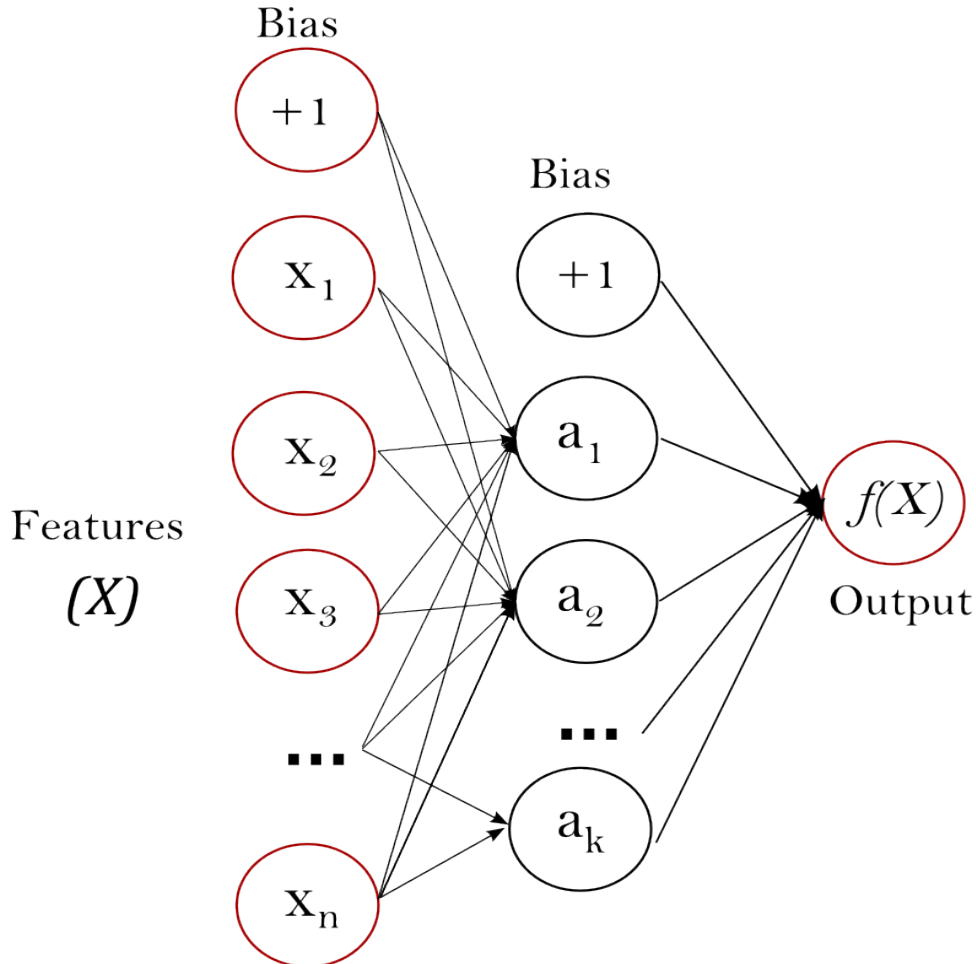 Bias
+1
x₁
x₂
x₃
...
xₙ
Features
(X)
Bias
+1
a₁
a₂
...
aₖ
f(X)
Output